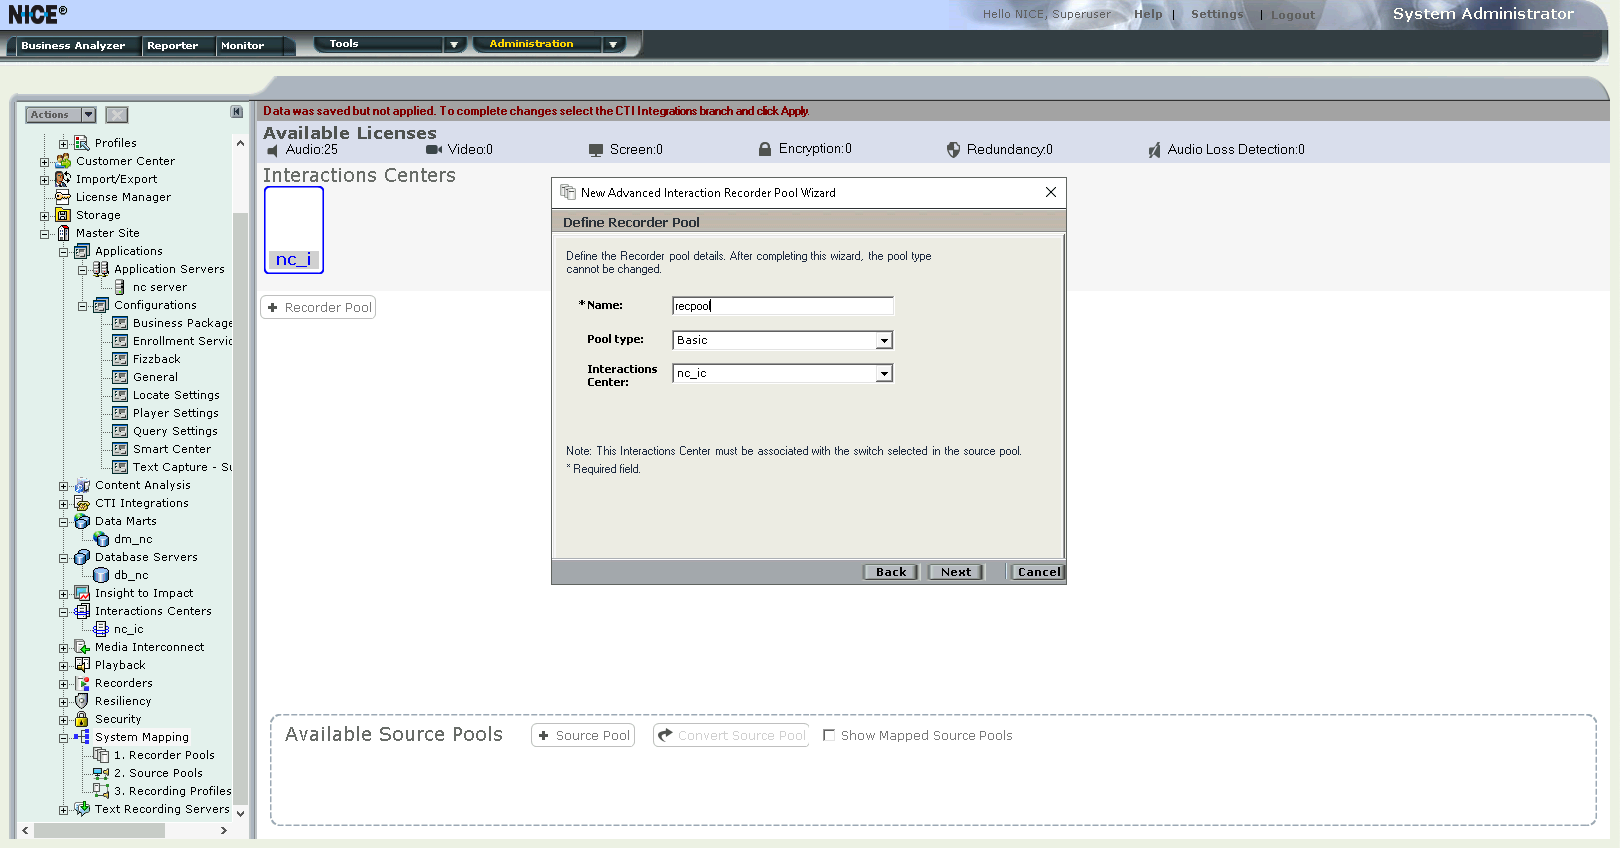 NICE®
Hello NICE, Superuser Help | Settings | Logout
System Administrator
Business Analyzer Reporter Monitor Tools Administration
Actions
Profiles
Customer Center
Import/Export
License Manager
Storage
Master Site
Applications
Application Servers
nc server
Configurations
Business Package
Enrollment Servic
Fizzback
General
Locate Settings
Player Settings
Query Settings
Smart Center
Text Capture - Su
Content Analysis
CTI Integrations
Data Marts
dm_nc
Database Servers
db_nc
Insight to Impact
Interactions Centers
nc_ic
Media Interconnect
Playback
Recorders
Resiliency
Security
System Mapping
1. Recorder Pools
2. Source Pools
3. Recording Profiles
Text Recording Servers
Data was saved but not applied. To complete changes select the CTI Integrations branch and click Apply.
Available Licenses
Audio:25 Video:0 Screen:0 Encryption:0 Redundancy:0 Audio Loss Detection:0
Interactions Centers
nc_i
+ Recorder Pool
New Advanced Interaction Recorder Pool Wizard
Define Recorder Pool
Define the Recorder pool details. After completing this wizard, the pool type
cannot be changed.
* Name: recpool
Pool type: Basic
Interactions
Center: nc_ic
Note: This Interactions Center must be associated with the switch selected in the source pool.
* Required field.
Back Next Cancel
Available Source Pools + Source Pool Convert Source Pool Show Mapped Source Pools